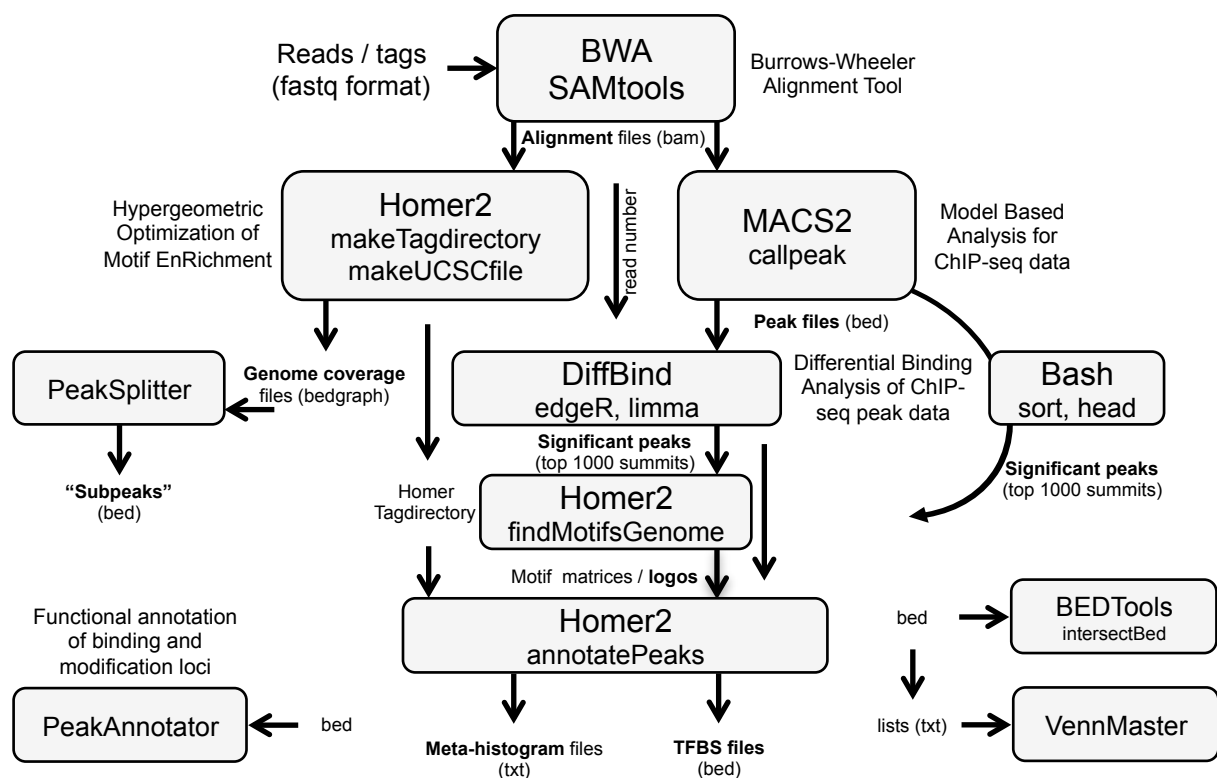 Reads / tags
(fastq format)
BWA
SAMtools
Burrows-Wheeler
Alignment Tool
Alignment files (bam)
Hypergeometric
Optimization of
Motif EnRichment
Homer2
makeTagdirectory
makeUCSCfile
read number
MACS2
callpeak
Model Based
Analysis for
ChIP-seq data
Peak files (bed)
PeakSplitter
Genome coverage
files (bedgraph)
DiffBind
edgeR, limma
Differential Binding
Analysis of ChIP-
seq peak data
Bash
sort, head
Significant peaks
(top 1000 summits)
Significant peaks
(top 1000 summits)
“Subpeaks”
(bed)
Homer
Tagdirectory
Homer2
findMotifsGenome
Motif matrices / logos
Functional annotation
of binding and
modification loci
Homer2
annotatePeaks
bed
BEDTools
intersectBed
PeakAnnotator
bed
lists (txt)
VennMaster
Meta-histogram files
(txt)
TFBS files
(bed)